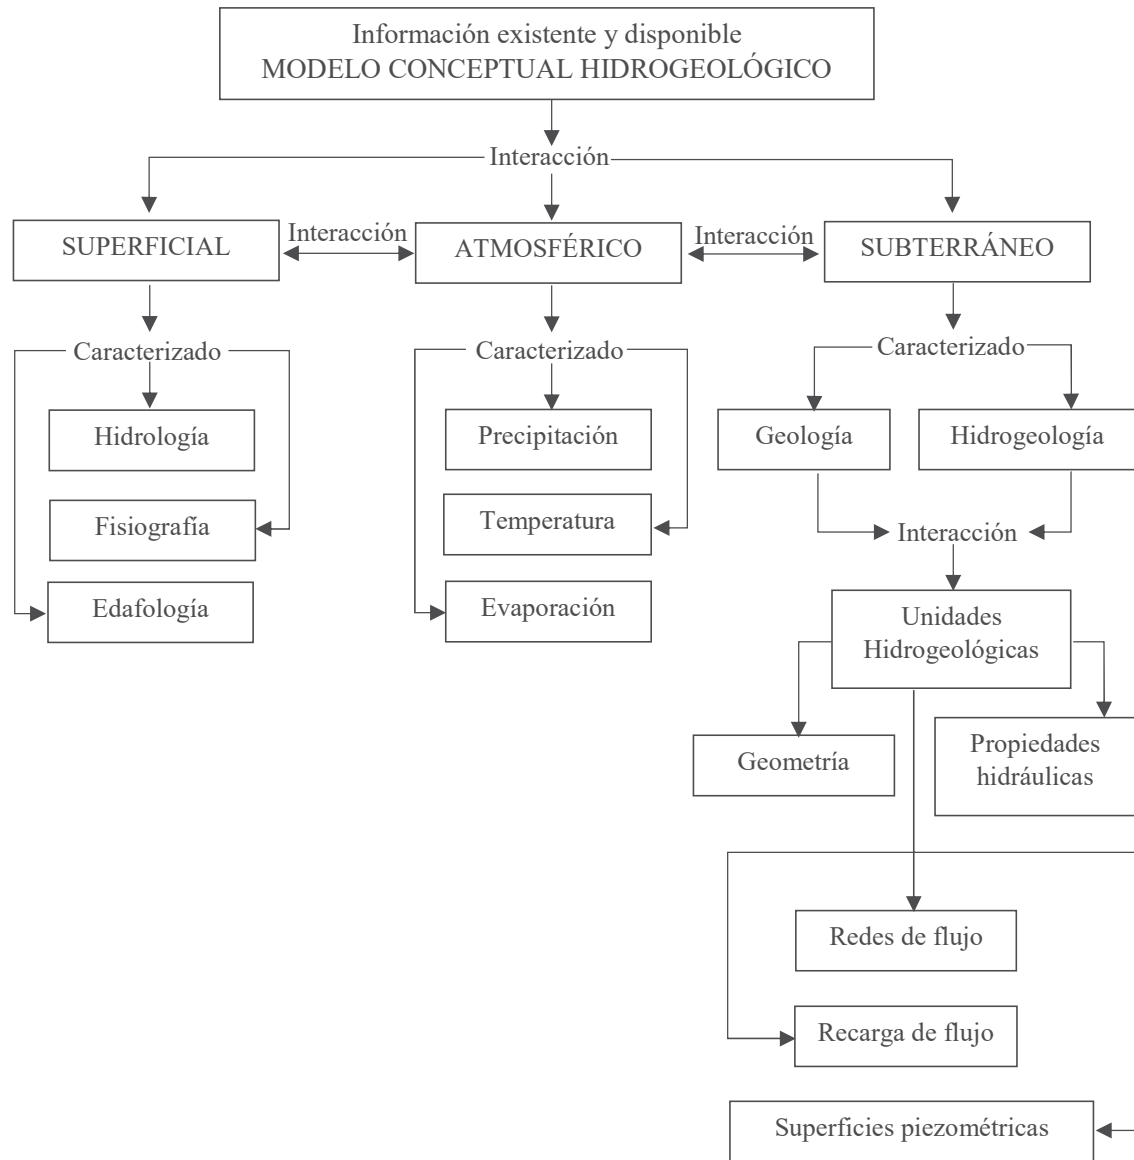 Información existente y disponible
MODELO CONCEPTUAL HIDROGEOLÓGICO
Interacción
SUPERFICIAL
Interacción
ATMOSFÉRICO
Interacción
SUBTERRÁNEO
Caracterizado
Caracterizado
Caracterizado
Hidrología
Precipitación
Geología
Hidrogeología
Fisiografía
Temperatura
Interacción
Edafología
Evaporación
Unidades
Hidrogeológicas
Geometría
Propiedades
hidráulicas
Redes de flujo
Recarga de flujo
Superficies piezométricas